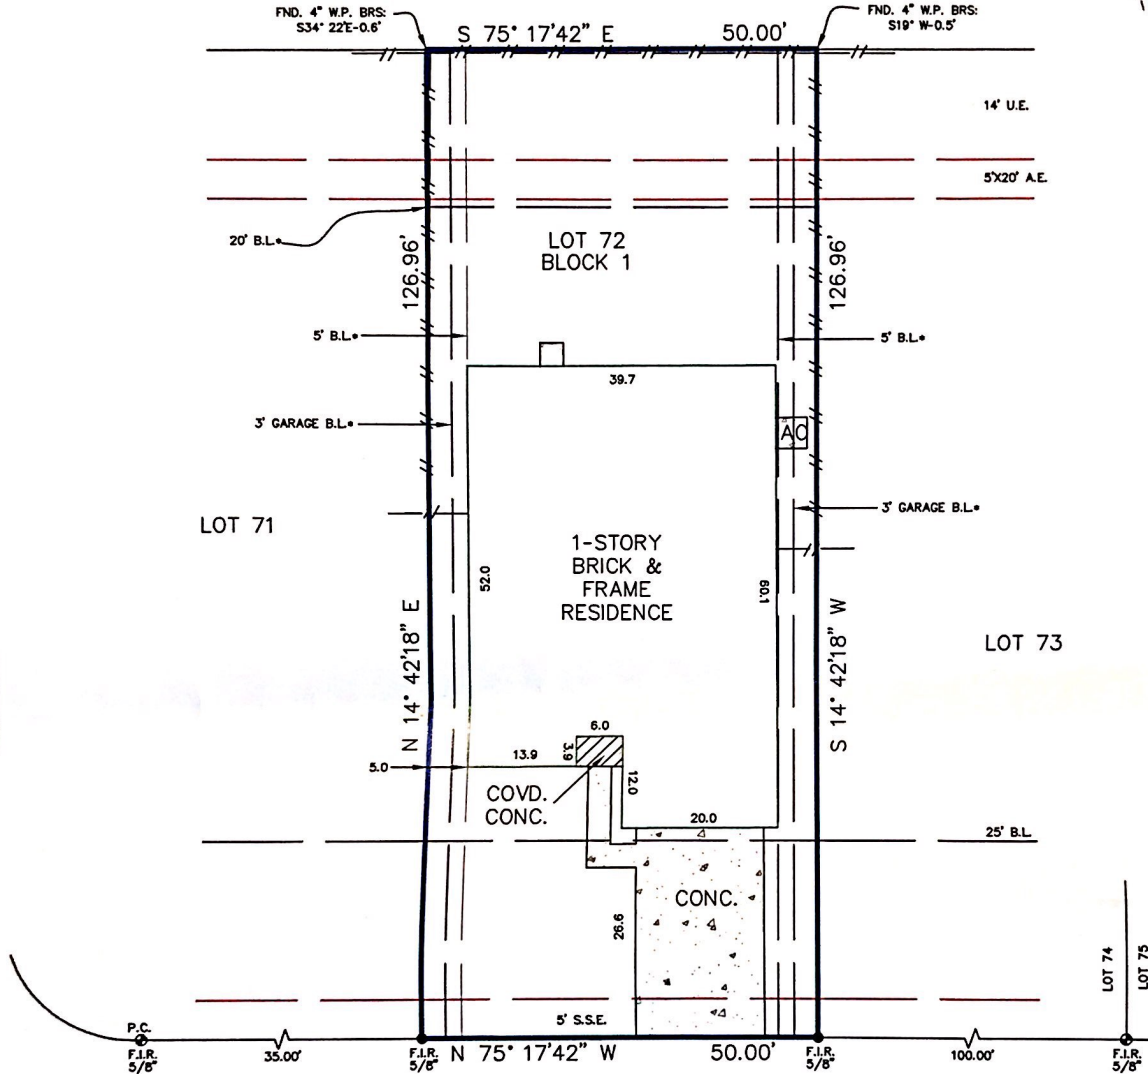 FND. 4" W.P. BRS:
S34° 22'E-0.6'
FND. 4" W.P. BRS:
S19° W-0.5'
S 75° 17'42" E 50.00'
14' U.E.
5'X20' A.E.
20' B.L.*
LOT 72
BLOCK 1
126.96'
126.96'
5' B.L.*
5' B.L.*
39.7
3' GARAGE B.L.*
AC
3' GARAGE B.L.*
LOT 71
1-STORY
BRICK &
FRAME
RESIDENCE
52.0
60.1
N 14° 42'18" E
S 14° 42'18" W
LOT 73
6.0
3.9
13.9
5.0
12.0
COVD.
CONC.
20.0
25' B.L.
CONC.
26.6
LOT 74
LOT 75
5' S.S.E.
P.C.
F.I.R.
5/8"
35.00'
F.I.R.
5/8"
N 75° 17'42" W 50.00'
F.I.R.
5/8"
100.00'
F.I.R.
5/8"